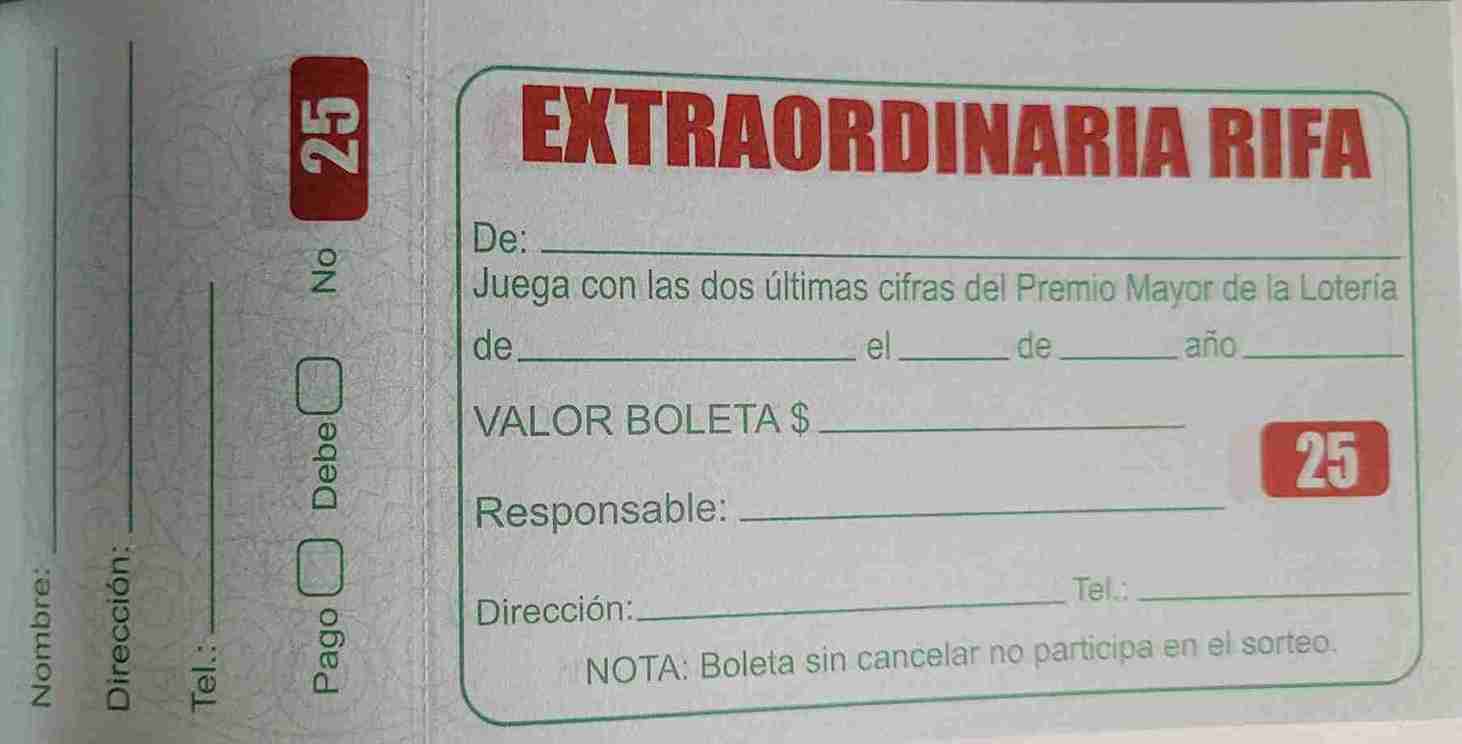 Nombre:
Dirección:
Tel.:
Pago Debe No 25
EXTRAORDINARIA RIFA
De:
Juega con las dos últimas cifras del Premio Mayor de la Lotería
de el de año
VALOR BOLETA $
25
Responsable:
Dirección: Tel.:
NOTA: Boleta sin cancelar no participa en el sorteo.